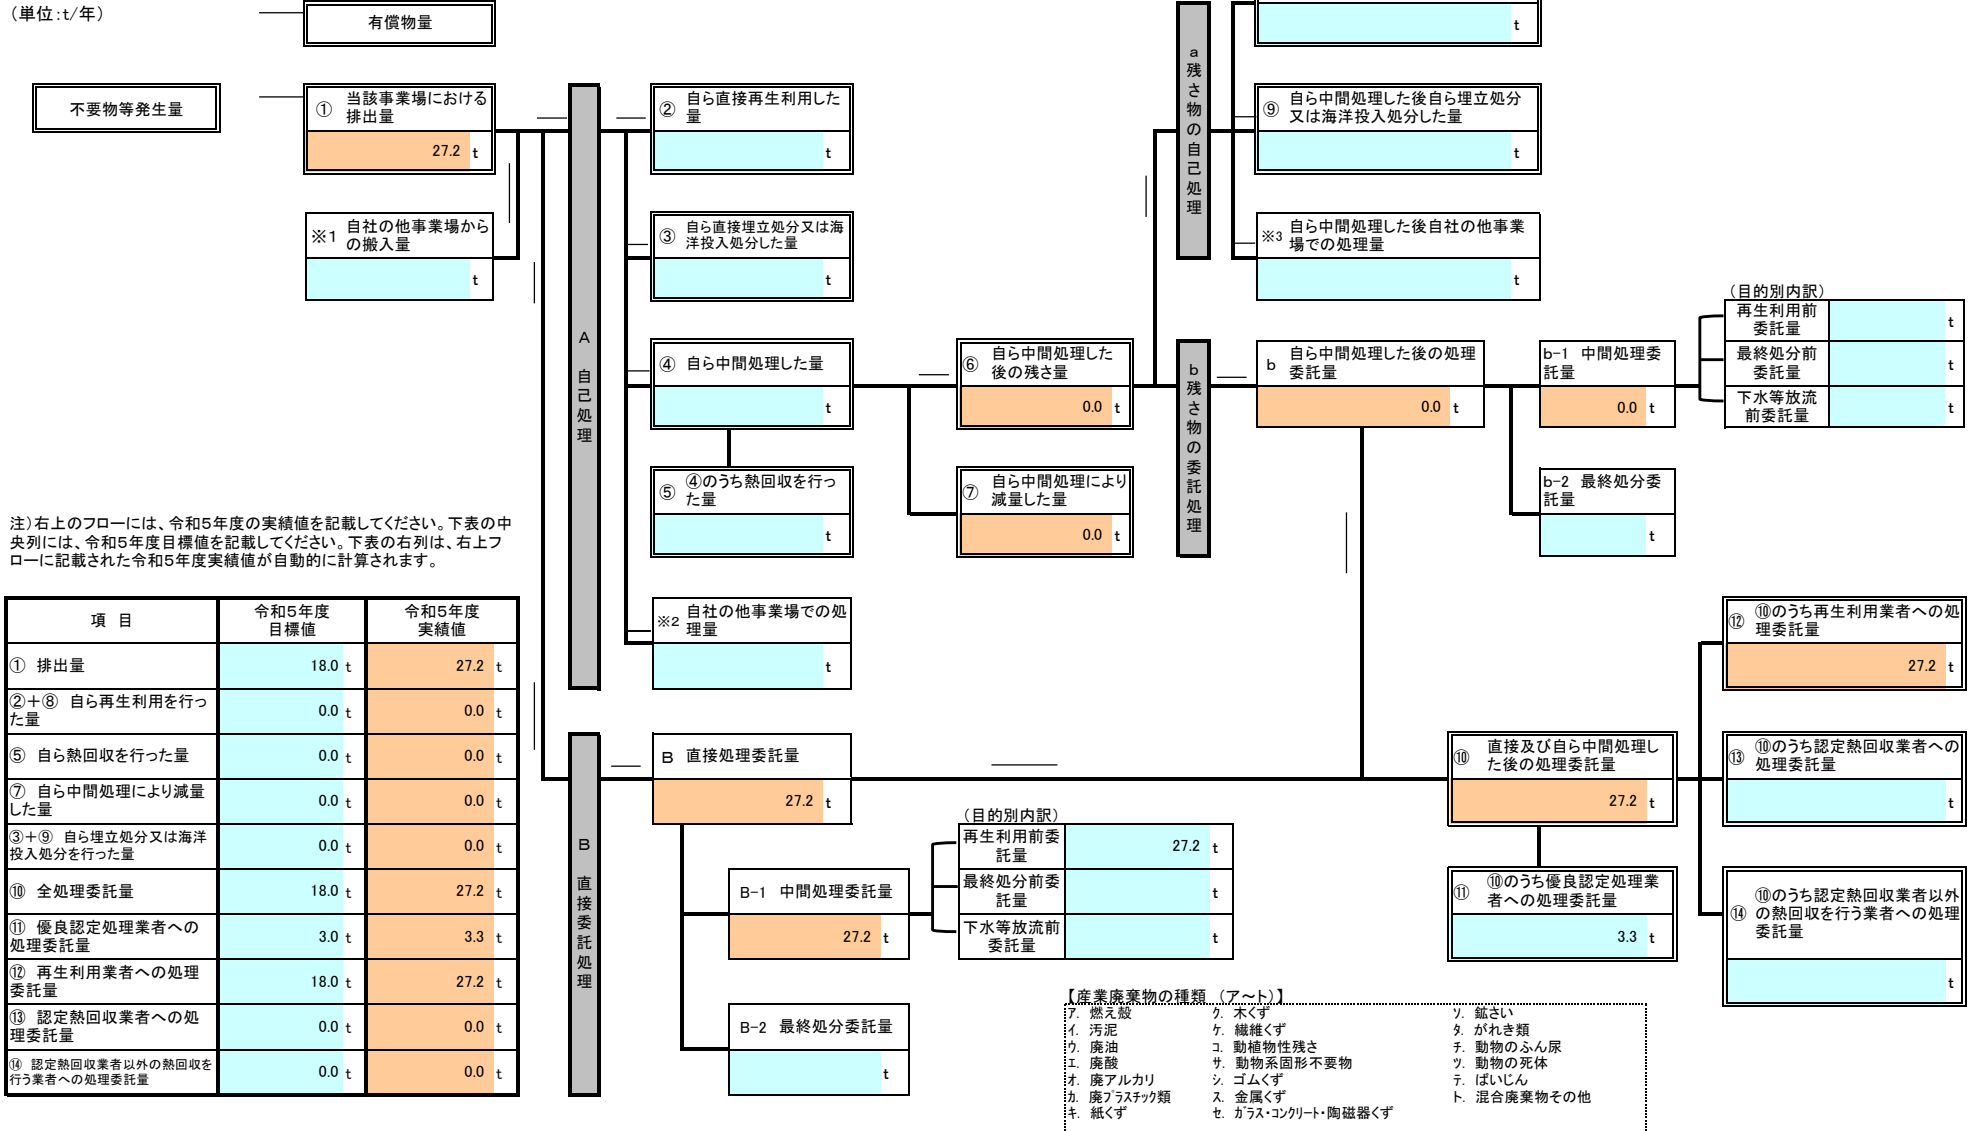 (単位:t/年)
有償物量
不要物等発生量
① 当該事業場における
排出量
27.2 t
※1 自社の他事業場から
の搬入量
t
A 自己処理
② 自ら直接再生利用した
量
t
③ 自ら直接埋立処分又は海
洋投入処分した量
t
④ 自ら中間処理した量
t
⑤ ④のうち熱回収を行っ
た量
t
※2 自社の他事業場での処
理量
t
⑥ 自ら中間処理した
後の残さ量
0.0 t
⑦ 自ら中間処理により
減量した量
0.0 t
a残さ物の自己処理
t
⑨ 自ら中間処理した後自ら埋立処分
又は海洋投入処分した量
t
※3 自ら中間処理した後自社の他事業
場での処理量
t
b残さ物の委託処理
b 自ら中間処理した後の処理
委託量
0.0 t
b-1 中間処理委
託量
0.0 t
(目的別内訳)
再生利用前
委託量
t
最終処分前
委託量
t
下水等放流
前委託量
t
b-2 最終処分委
託量
t
注)右上のフローには、令和5年度の実績値を記載してください。下表の中
央列には、令和5年度目標値を記載してください。下表の右列は、右上フ
ローに記載された令和5年度実績値が自動的に計算されます。
項 目
令和5年度
目標値
令和5年度
実績値
① 排出量 18.0 t 27.2 t
②+⑧ 自ら再生利用を行っ
た量
0.0 t 0.0 t
⑤ 自ら熱回収を行った量 0.0 t 0.0 t
⑦ 自ら中間処理により減量
した量
0.0 t 0.0 t
③+⑨ 自ら埋立処分又は海洋
投入処分を行った量
0.0 t 0.0 t
⑩ 全処理委託量 18.0 t 27.2 t
⑪ 優良認定処理業者への
処理委託量
3.0 t 3.3 t
⑫ 再生利用業者への処理
委託量
18.0 t 27.2 t
⑬ 認定熱回収業者への処
理委託量
0.0 t 0.0 t
⑭ 認定熱回収業者以外の熱回収を
行う業者への処理委託量
0.0 t 0.0 t
B 直接委託処理
B 直接処理委託量
27.2 t
B-1 中間処理委託量
27.2 t
(目的別内訳)
再生利用前委
託量
27.2 t
最終処分前委
託量
t
下水等放流前
委託量
t
B-2 最終処分委託量
t
⑩ 直接及び自ら中間処理し
た後の処理委託量
27.2 t
⑪ ⑩のうち優良認定処理業
者への処理委託量
3.3 t
⑫ ⑩のうち再生利用業者への処
理委託量
27.2 t
⑬ ⑩のうち認定熱回収業者への
処理委託量
t
⑭ ⑩のうち認定熱回収業者以外
の熱回収を行う業者への処理
委託量
t
【産業廃棄物の種類 (ア~ト)】
ア. 燃え殻 ク. 木くず ソ. 鉱さい
イ. 汚泥 ケ. 繊維くず タ. がれき類
ウ. 廃油 コ. 動植物性残さ チ. 動物のふん尿
エ. 廃酸 サ. 動物系固形不要物 ツ. 動物の死体
オ. 廃アルカリ シ. ゴムくず テ. ばいじん
カ. 廃プラスチック類 ス. 金属くず ト. 混合廃棄物その他
キ. 紙くず セ. ガラス・コンクリート・陶磁器くず